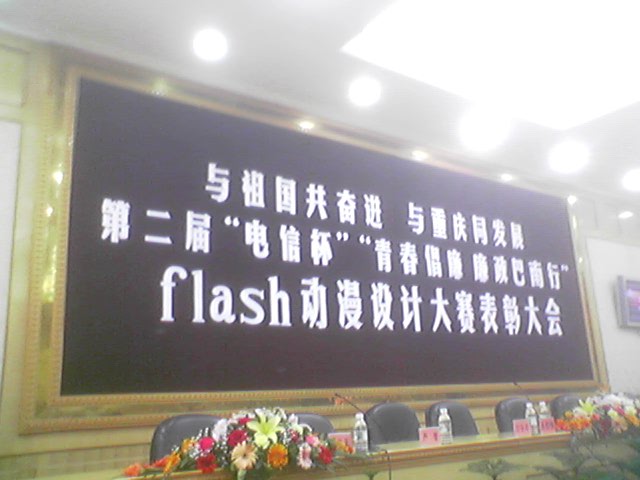 与祖国共奋进 与重庆同发展
第二届“电信杯”“青春倡廉 廉政巴南行”
flash动漫设计大赛表彰大会